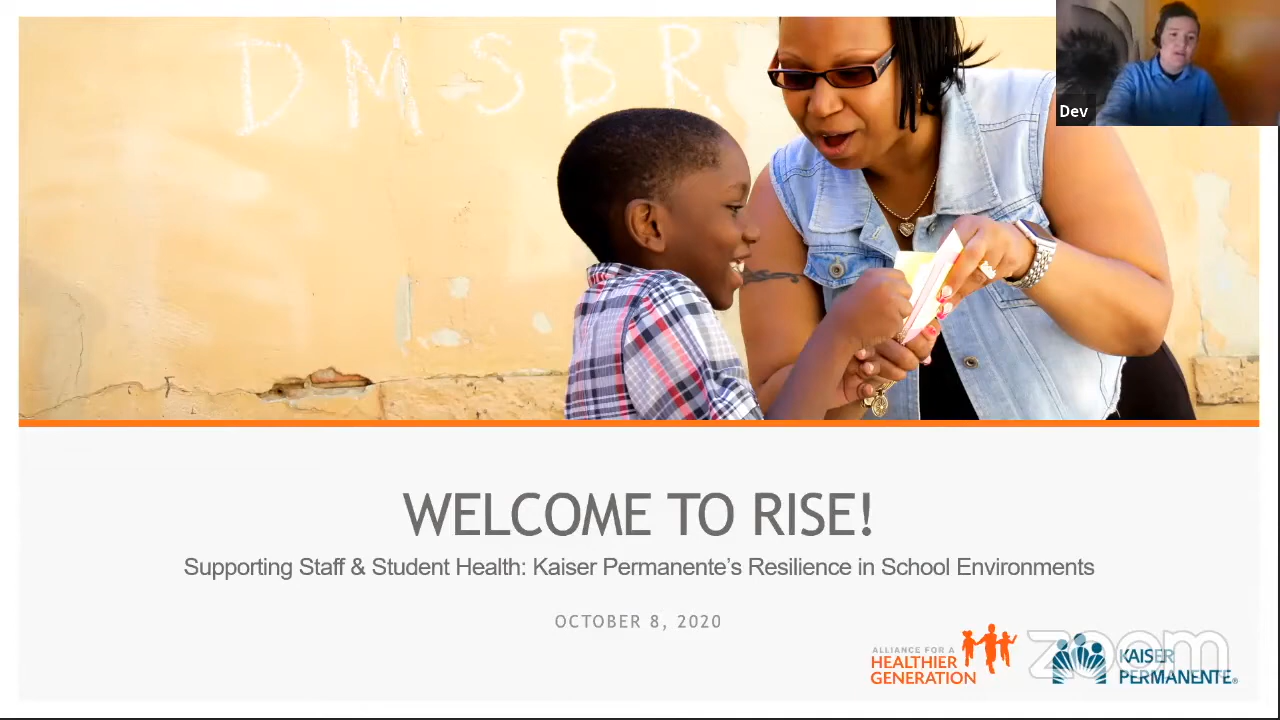 DMSBR
Dev
WELCOME TO RISE!
Supporting Staff & Student Health: Kaiser Permanente's Resilience in School Environments
OCTOBER 8, 2020
ALLIANCE FOR A
HEALTHIER
GENERATION
zoom
KAISER
PERMANENTE®